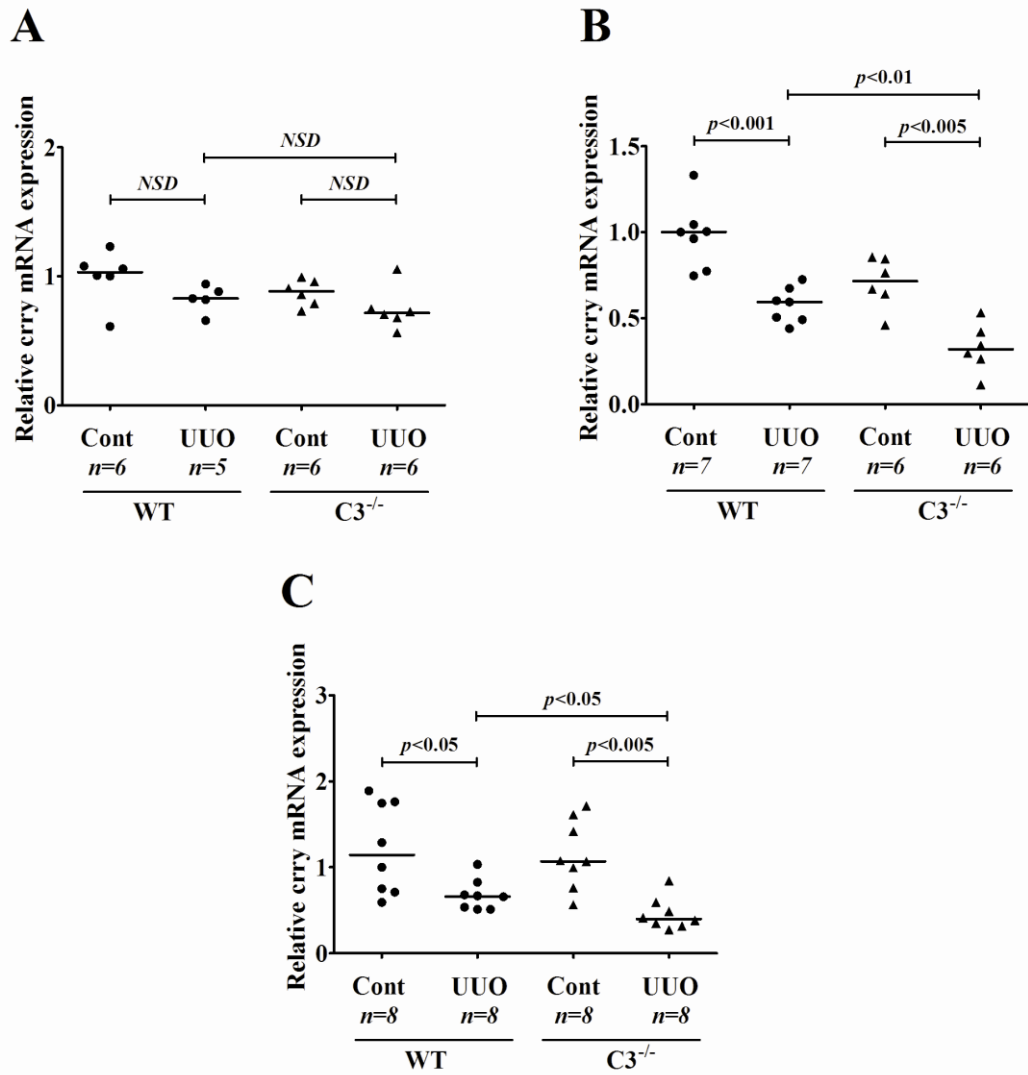 A
Relative crry mRNA expression
2
1
0
NSD
NSD
NSD
Cont UUO Cont UUO
n=6 n=5 n=6 n=6
WT C3-/-
B
Relative crry mRNA expression
1.5
1.0
0.5
0.0
p<0.01
p<0.001 p<0.005
Cont UUO Cont UUO
n=7 n=7 n=6 n=6
WT C3-/-
C
Relative crry mRNA expression
3
2
1
0
p<0.05
p<0.05 p<0.005
Cont UUO Cont UUO
n=8 n=8 n=8 n=8
WT C3-/-